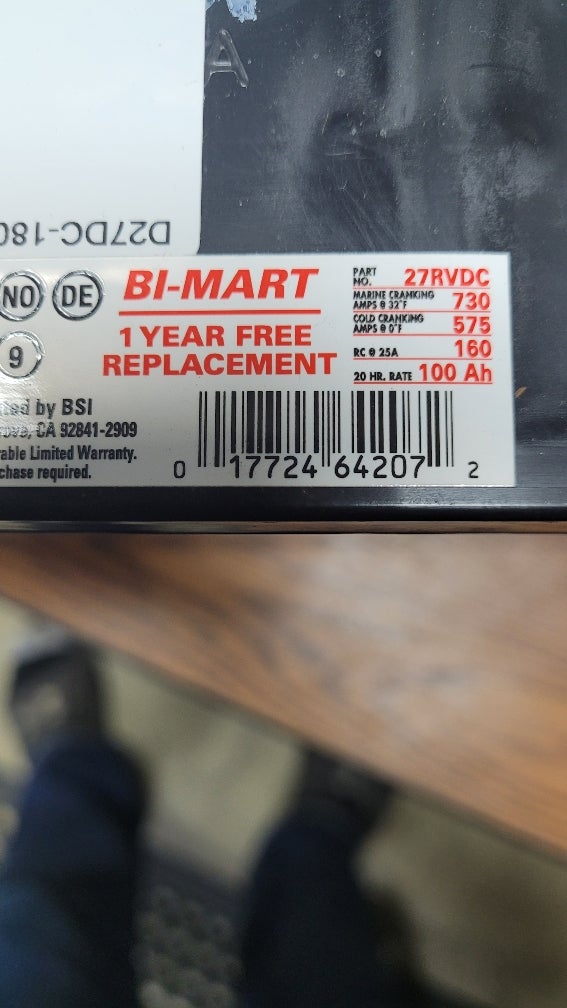 A
D27DC-180
NO DE
9
BI-MART
1 YEAR FREE
REPLACEMENT
PART NO. 27RVDC
MARINE CRANKING AMPS @ 32°F 730
COLD CRANKING AMPS @ 0°F 575
RC @ 25A 160
20 HR. RATE 100 Ah
by BSI
CA 92841-2909
Limited Warranty.
required.
0 17724 64207 2